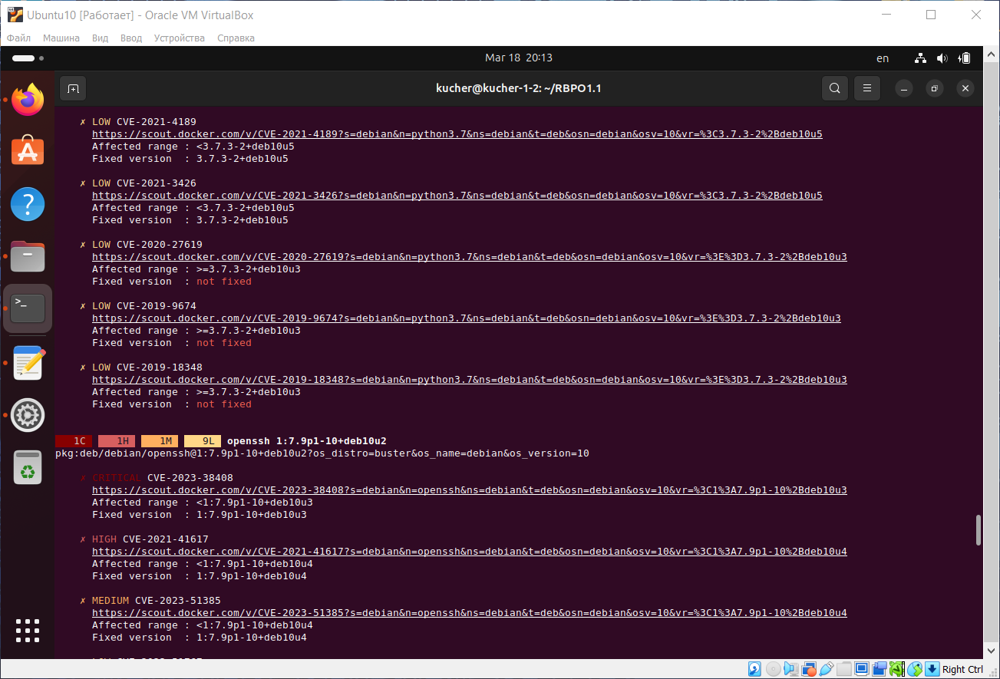 Ubuntu10 [Работает] - Oracle VM VirtualBox
Файл Машина Вид Ввод Устройства Справка
Mar 18 20:13
en
kucher@kucher-1-2: ~/RBPO1.1
✗ LOW CVE-2021-4189
https://scout.docker.com/v/CVE-2021-4189?s=debian&n=python3.7&ns=debian&t=deb&osn=debian&osv=10&vr=%3C3.7.3-2%2Bdeb10u5
Affected range : <3.7.3-2+deb10u5
Fixed version : 3.7.3-2+deb10u5
✗ LOW CVE-2021-3426
https://scout.docker.com/v/CVE-2021-3426?s=debian&n=python3.7&ns=debian&t=deb&osn=debian&osv=10&vr=%3C3.7.3-2%2Bdeb10u5
Affected range : <3.7.3-2+deb10u5
Fixed version : 3.7.3-2+deb10u5
✗ LOW CVE-2020-27619
https://scout.docker.com/v/CVE-2020-27619?s=debian&n=python3.7&ns=debian&t=deb&osn=debian&osv=10&vr=%3E%3D3.7.3-2%2Bdeb10u3
Affected range : >=3.7.3-2+deb10u3
Fixed version : not fixed
✗ LOW CVE-2019-9674
https://scout.docker.com/v/CVE-2019-9674?s=debian&n=python3.7&ns=debian&t=deb&osn=debian&osv=10&vr=%3E%3D3.7.3-2%2Bdeb10u3
Affected range : >=3.7.3-2+deb10u3
Fixed version : not fixed
✗ LOW CVE-2019-18348
https://scout.docker.com/v/CVE-2019-18348?s=debian&n=python3.7&ns=debian&t=deb&osn=debian&osv=10&vr=%3E%3D3.7.3-2%2Bdeb10u3
Affected range : >=3.7.3-2+deb10u3
Fixed version : not fixed
1C 1H 1M 9L openssh 1:7.9p1-10+deb10u2
pkg:deb/debian/openssh@1:7.9p1-10+deb10u2?os_distro=buster&os_name=debian&os_version=10
✗ CRITICAL CVE-2023-38408
https://scout.docker.com/v/CVE-2023-38408?s=debian&n=openssh&ns=debian&t=deb&osn=debian&osv=10&vr=%3C1%3A7.9p1-10%2Bdeb10u3
Affected range : <1:7.9p1-10+deb10u3
Fixed version : 1:7.9p1-10+deb10u3
✗ HIGH CVE-2021-41617
https://scout.docker.com/v/CVE-2021-41617?s=debian&n=openssh&ns=debian&t=deb&osn=debian&osv=10&vr=%3C1%3A7.9p1-10%2Bdeb10u4
Affected range : <1:7.9p1-10+deb10u4
Fixed version : 1:7.9p1-10+deb10u4
✗ MEDIUM CVE-2023-51385
https://scout.docker.com/v/CVE-2023-51385?s=debian&n=openssh&ns=debian&t=deb&osn=debian&osv=10&vr=%3C1%3A7.9p1-10%2Bdeb10u4
Affected range : <1:7.9p1-10+deb10u4
Fixed version : 1:7.9p1-10+deb10u4
Right Ctrl